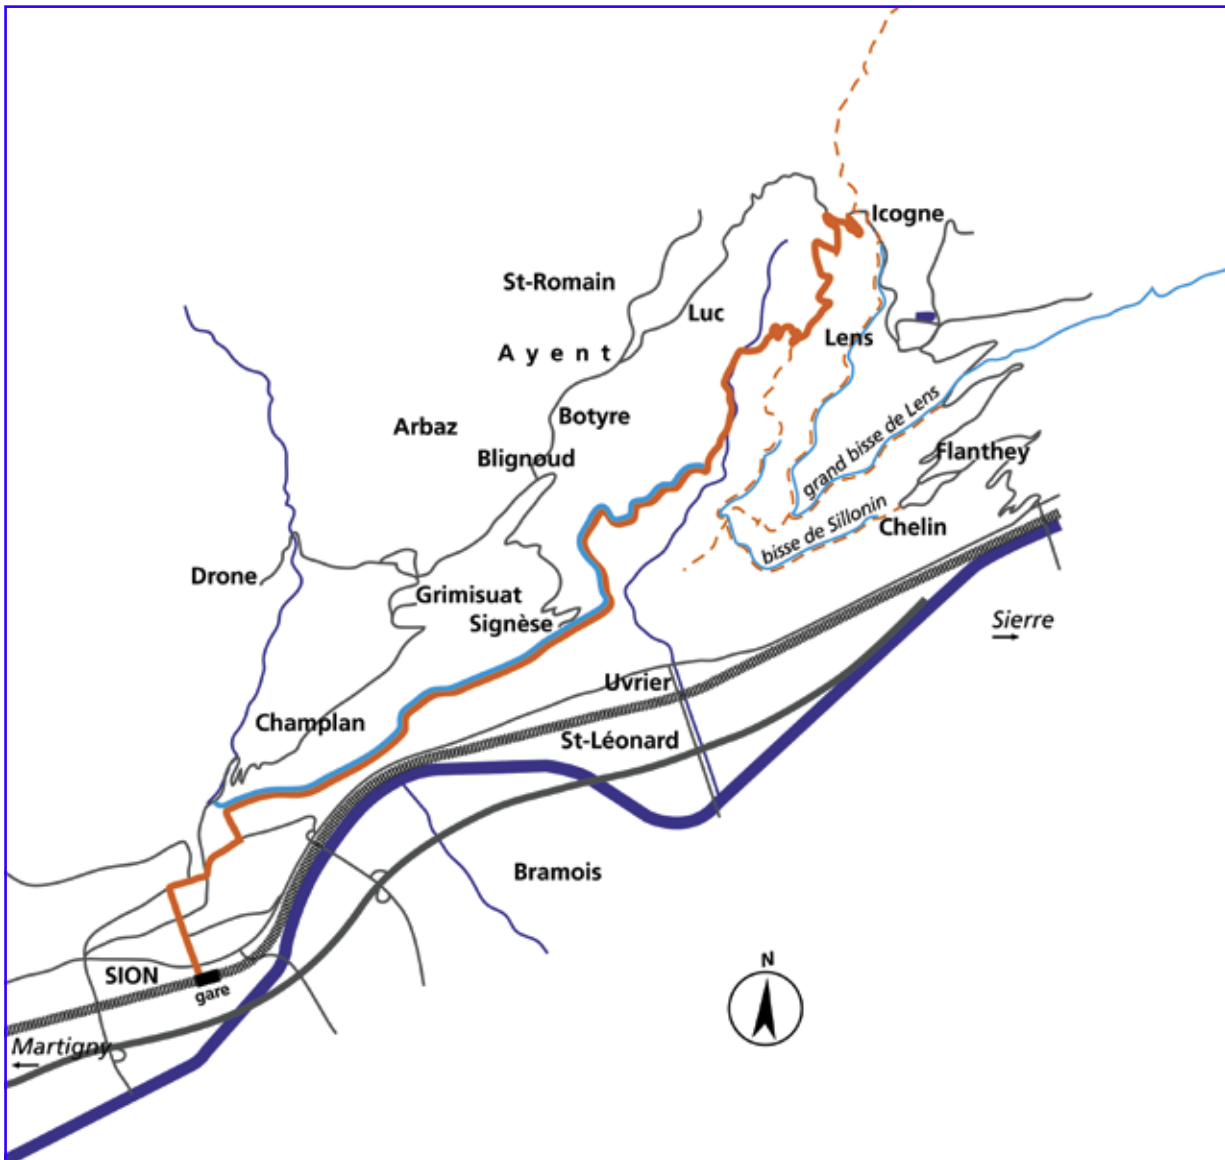 Icogne
St-Romain
Luc
Lens
Ayent
grand bisse de Lens
Botyre
Arbaz
Blignoud
Flanthey
bisse de Sillonin
Chelin
Drone
Grimisuat
Signèse
Sierre
Uvrier
Champlan
St-Léonard
Bramois
N
SION
gare
Martigny